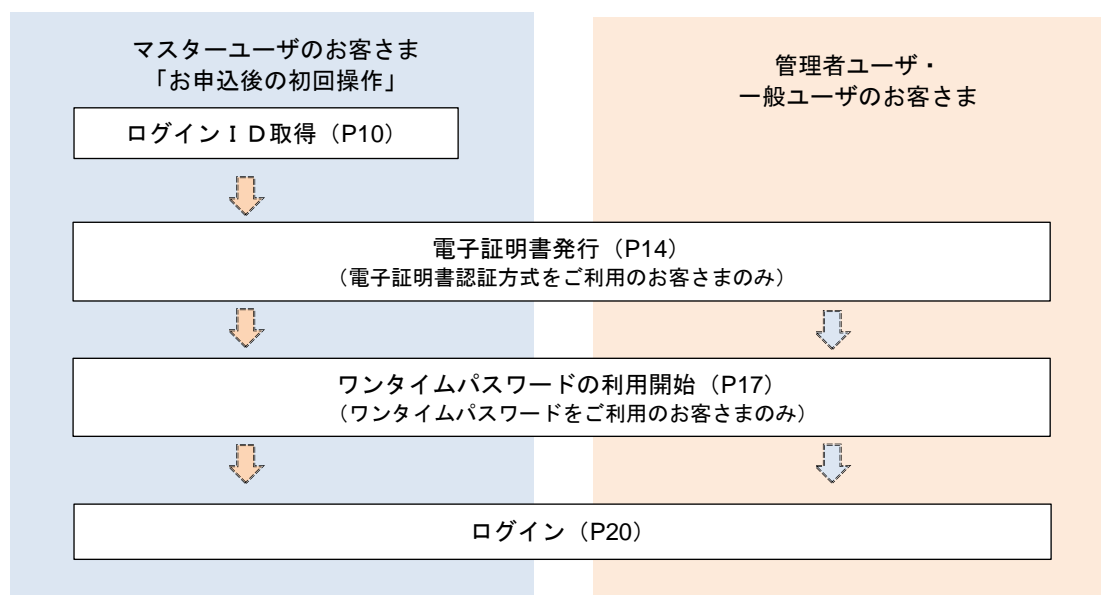 マスターユーザのお客さま
「お申込後の初回操作」
管理者ユーザ・
一般ユーザのお客さま
ログインＩＤ取得（P10）
電子証明書発行（P14）
（電子証明書認証方式をご利用のお客さまのみ）
ワンタイムパスワードの利用開始（P17）
（ワンタイムパスワードをご利用のお客さまのみ）
ログイン（P20）